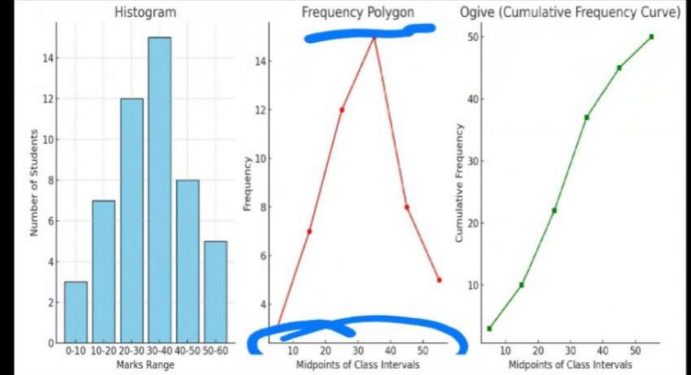 Histogram
Number of Students
14
12
10
8
6
4
2
0
0-10 10-20 20-30 30-40 40-50 50-60
Marks Range
Frequency Polygon
Frequency
14
12
10
8
6
4
10 20 30 40 50
Midpoints of Class Intervals
Ogive (Cumulative Frequency Curve)
Cumulative Frequency
50
40
30
20
10
10 20 30 40 50
Midpoints of Class Intervals